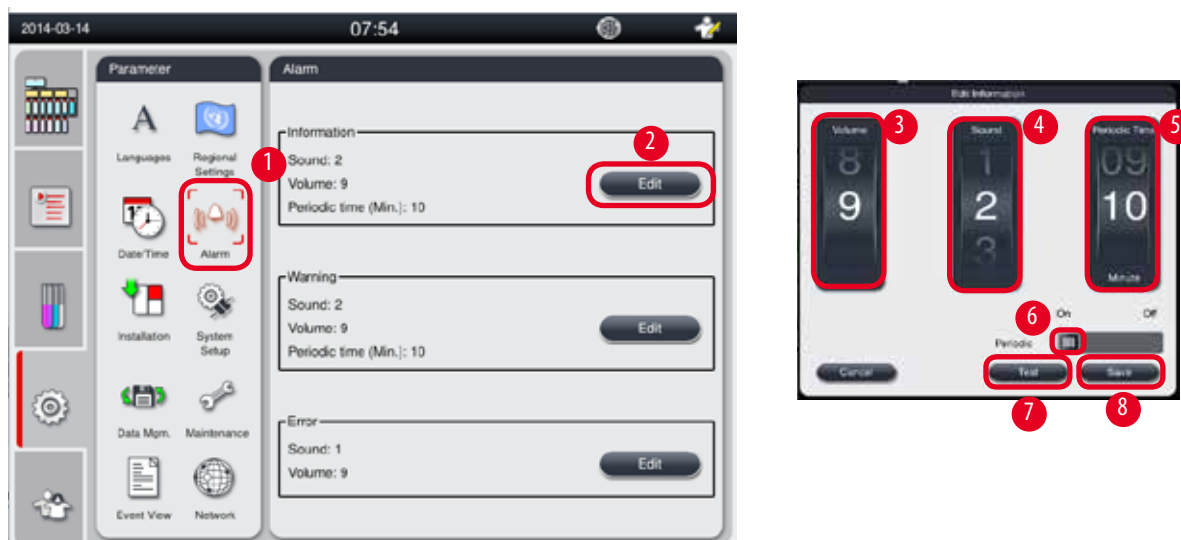 2014-03-14 07:54
Parameter
A
Languages
Regional
Settings
Date/Time
Alarm
Installation
System
Setup
Data Mgm.
Maintenance
Event View
Network
Alarm
1
Information
Sound: 2
Volume: 9
Periodic time (Min.): 10
2
Edit
Warning
Sound: 2
Volume: 9
Periodic time (Min.): 10
Edit
Error
Sound: 1
Volume: 9
Edit
Edit Information
Volume
3
8
9
Sound
4
1
2
3
Periodic Time
5
09
10
Minute
6
On Off
Periodic
Cancel
Test
Save
7
8